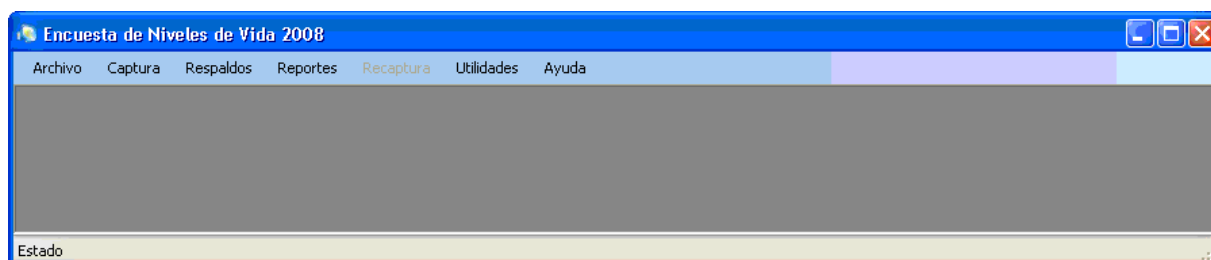 Encuesta de Niveles de Vida 2008
Archivo Captura Respaldos Reportes Recaptura Utilidades Ayuda
Estado